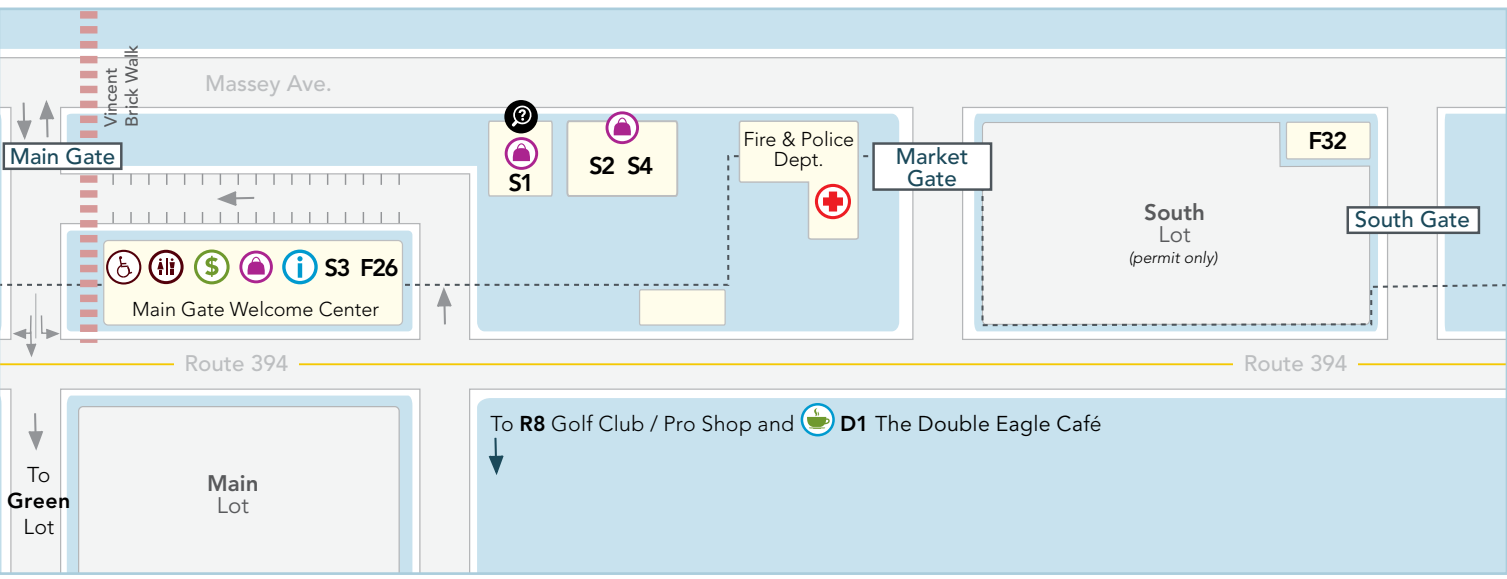 Vincent
Brick Walk
Massey Ave.
Main Gate
?
S1
S2 S4
Fire & Police
Dept.
Market
Gate
F32
South
Lot
(permit only)
South Gate
$ i S3 F26
Main Gate Welcome Center
Route 394
Route 394
To R8 Golf Club / Pro Shop and D1 The Double Eagle Café
To
Green
Lot
Main
Lot